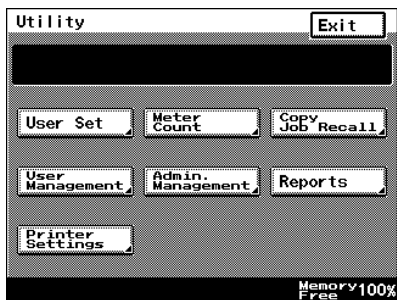 Utility
Exit
User Set
Meter
Count
Copy
Job Recall
User
Management
Admin.
Management
Reports
Printer
Settings
Memory
Free 100%